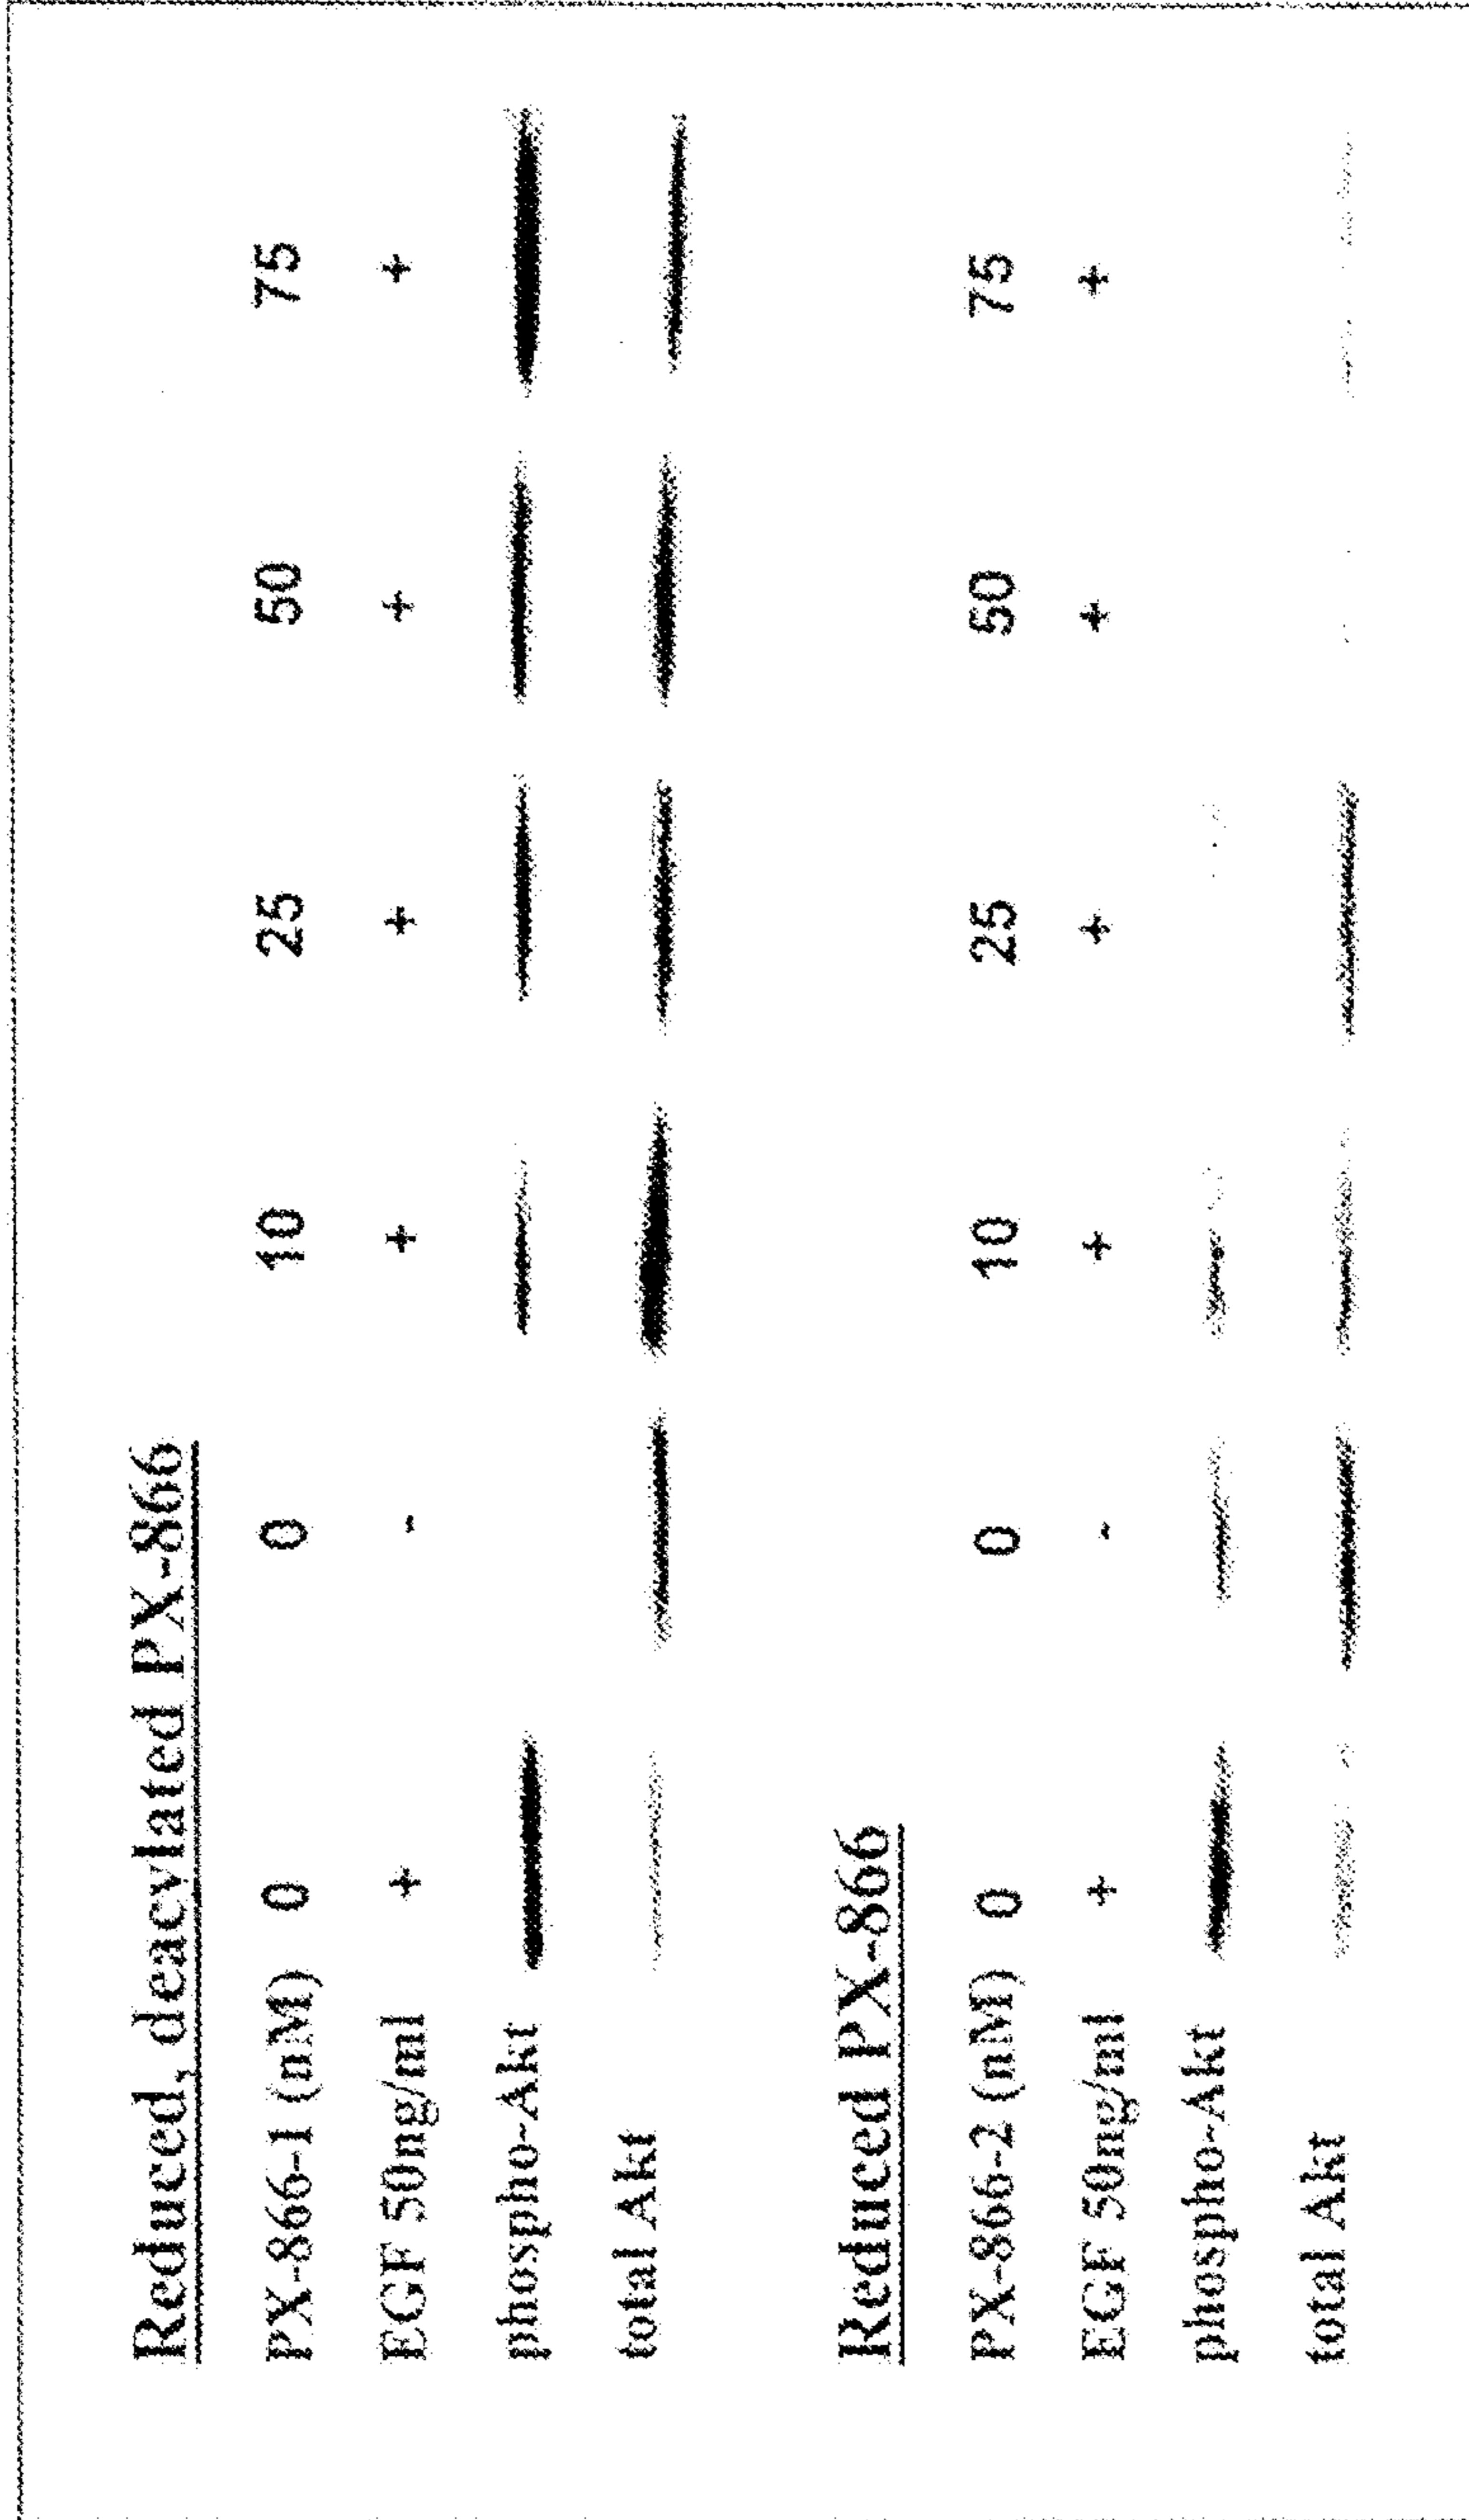 Reduced, deacylated PX-866
PX-866-1 (nM) 0 0 10 25 50 75
EGF 50ng/ml + - + + + +
phospho-Akt
total Akt
Reduced PX-866
PX-866-2 (nM) 0 0 10 25 50 75
EGF 50ng/ml + - + + + +
phospho-Akt
total Akt